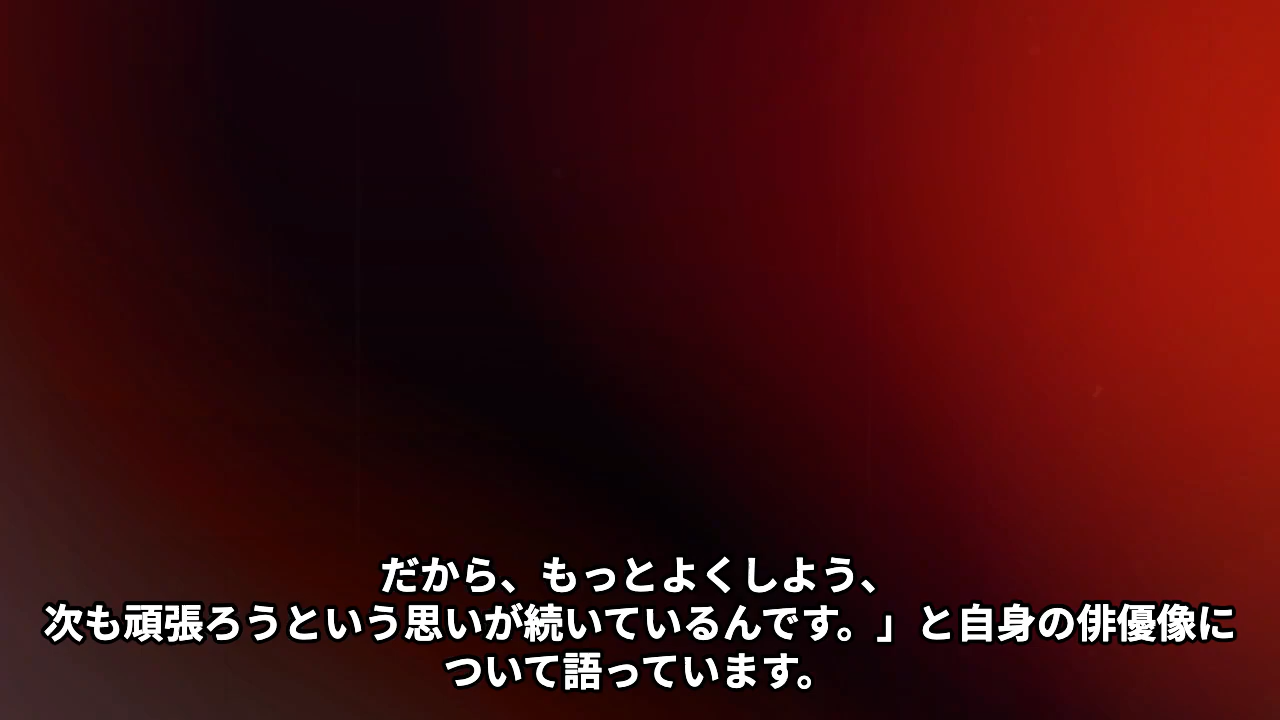 だから、もっとよくしよう、
次も頑張ろうという思いが続いているんです。」と自身の俳優像に
ついて語っています。